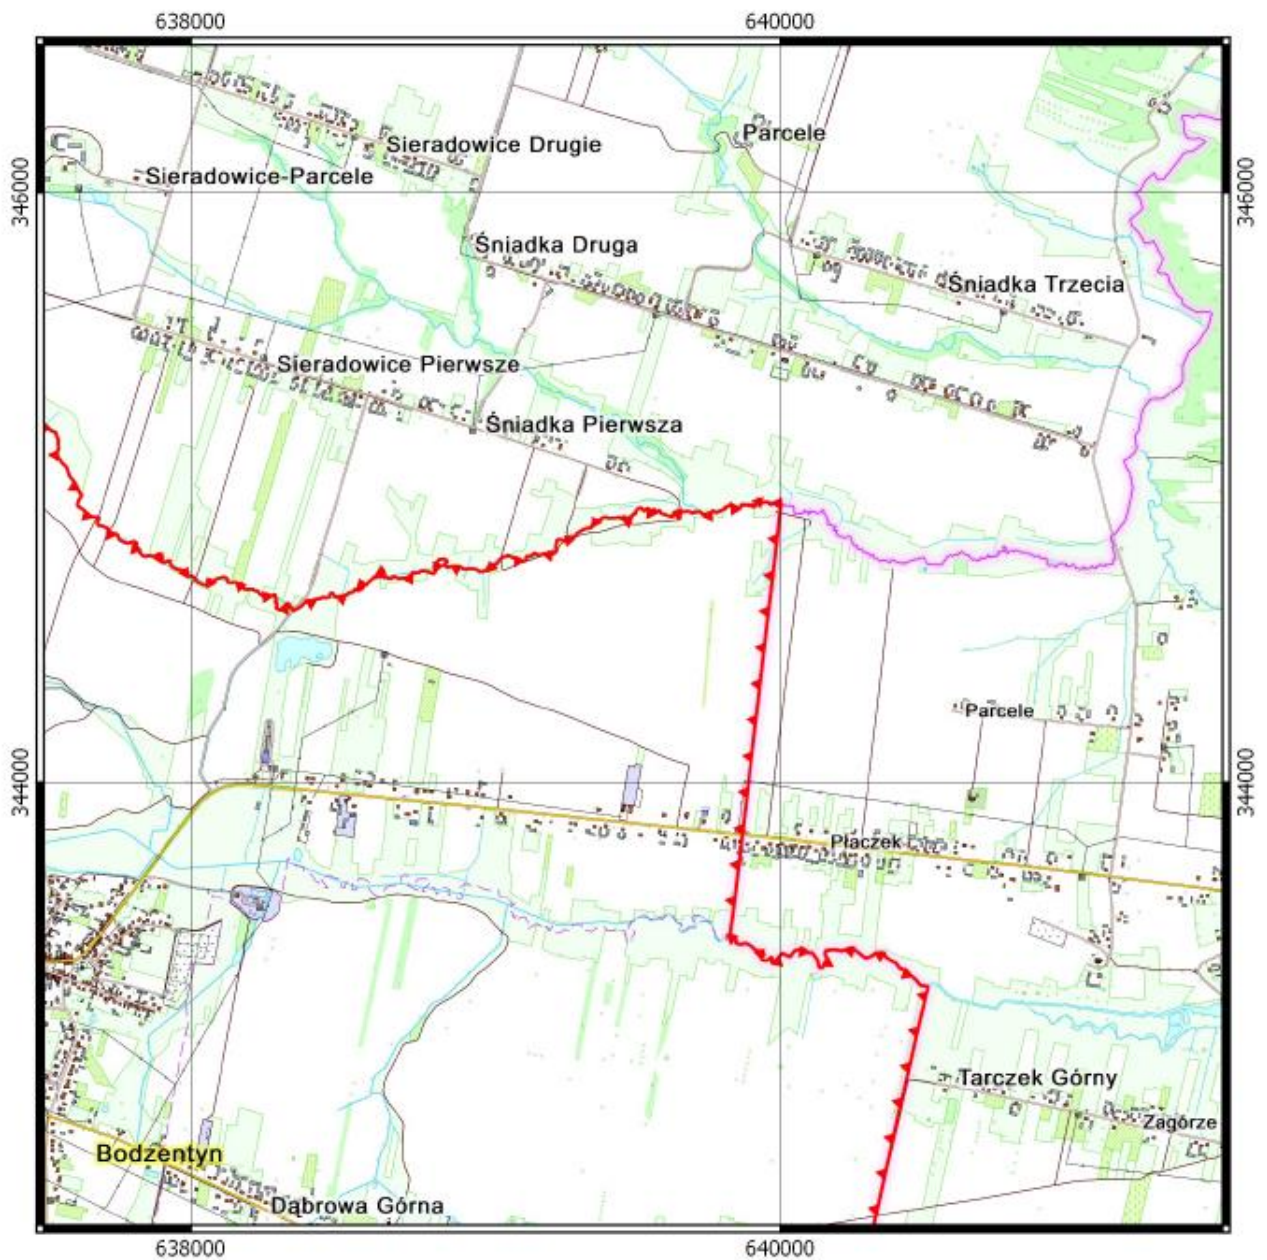 638000
640000
Parcele
Sieradowice Drugie
Sieradowice-Parcele
346000
346000
Śniadka Druga
Śniadka Trzecia
Sieradowice Pierwsze
Śniadka Pierwsza
Parcele
344000
344000
Płaczek
Tarczek Górny
Zagórze
Bodzentyn
Dąbrowa Górna
638000
640000